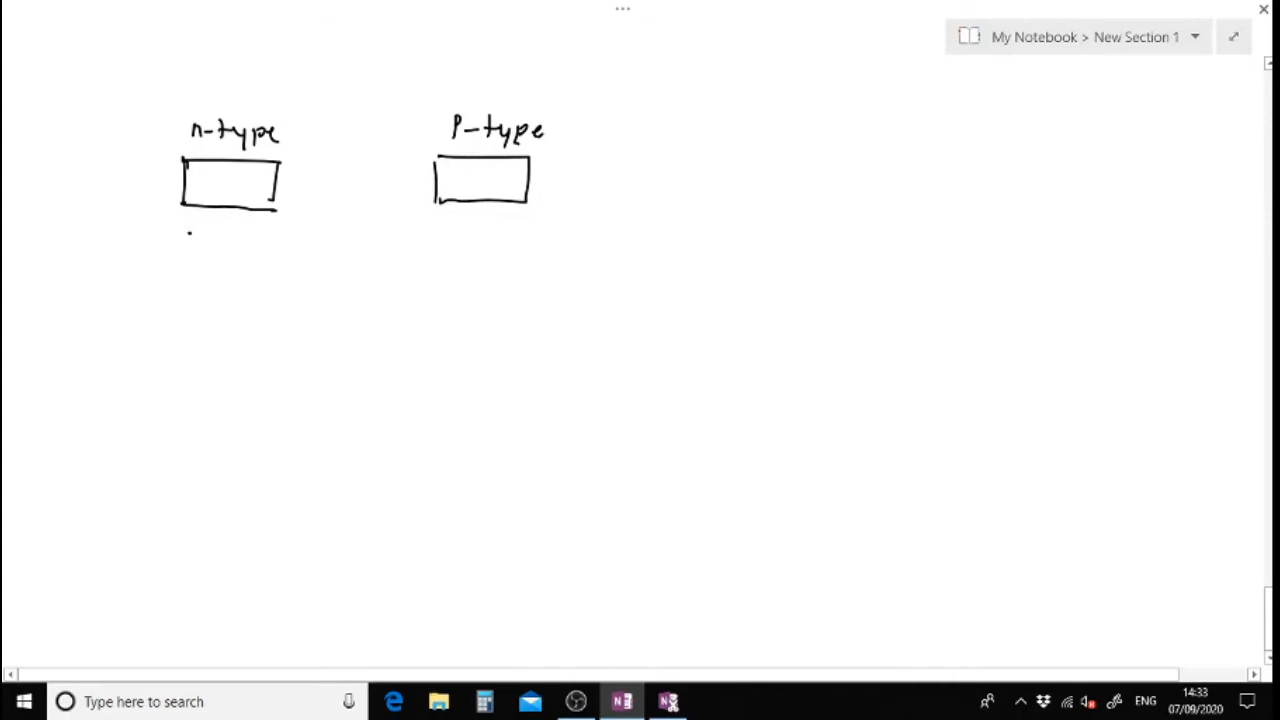 My Notebook > New Section 1
n-type
P-type
Type here to search
ENG
14:33
07/09/2020